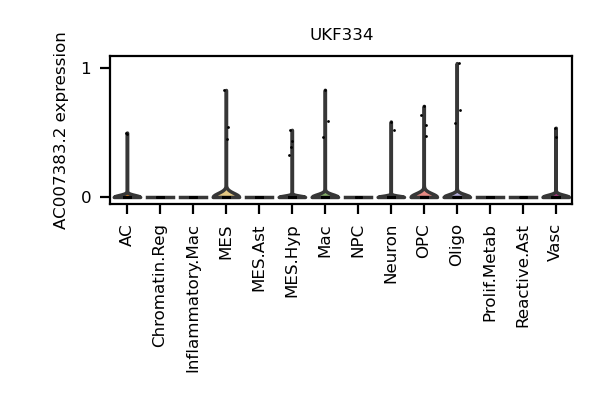 UKF334
AC007383.2 expression
1
0
AC
Chromatin.Reg
Inflammatory.Mac
MES
MES.Ast
MES.Hyp
Mac
NPC
Neuron
OPC
Oligo
Prolif.Metab
Reactive.Ast
Vasc